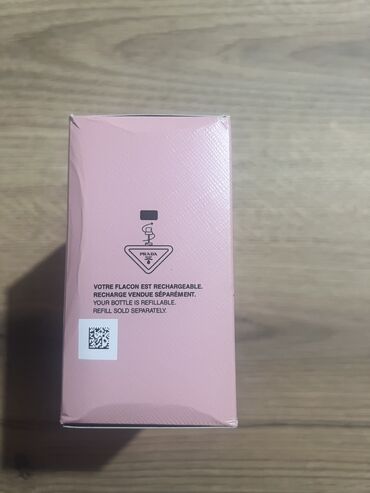 PRADA
VOTRE FLACON EST RECHARGEABLE.
RECHARGE VENDUE SÉPARÉMENT.
YOUR BOTTLE IS REFILLABLE.
REFILL SOLD SEPARATELY.